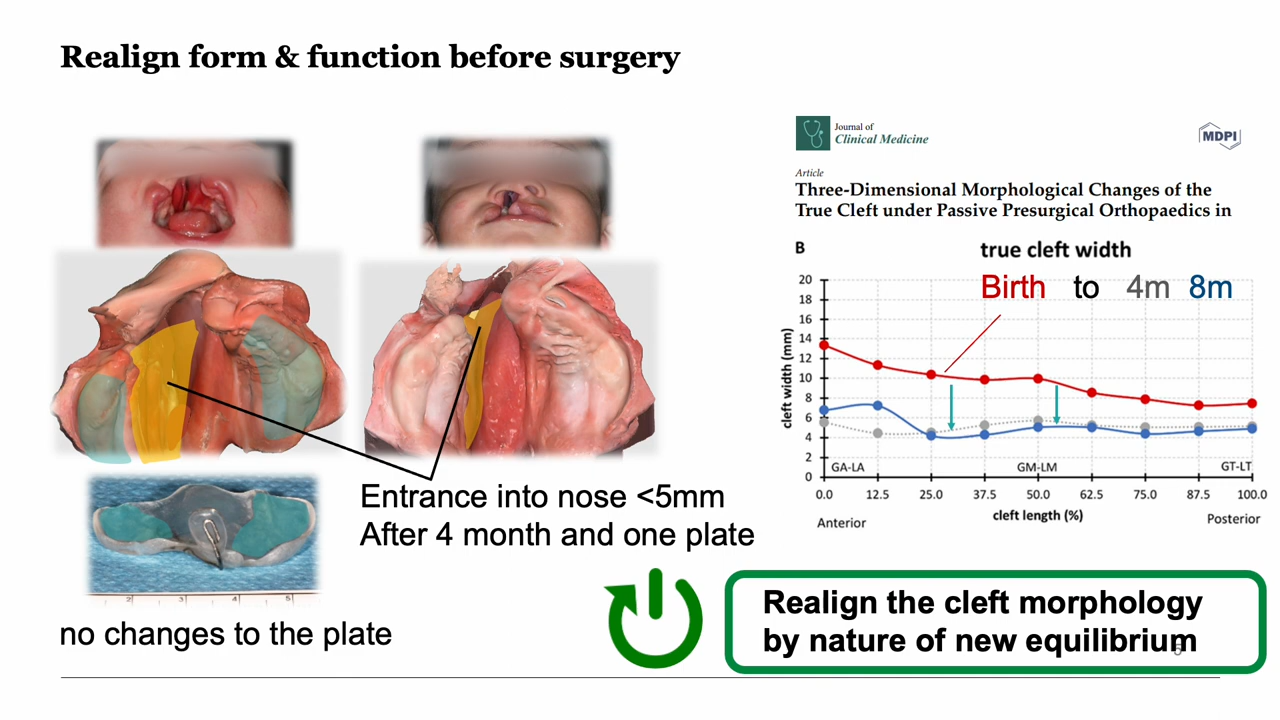 Realign form & function before surgery
Journal of
Clinical Medicine
MDPI
Article
Three-Dimensional Morphological Changes of the
True Cleft under Passive Presurgical Orthopaedics in
B
true cleft width
Birth to 4m 8m
cleft width (mm)
20
18
16
14
12
10
8
6
4
2
0
GA-LA
GM-LM
GT-LT
0.0 12.5 25.0 37.5 50.0 62.5 75.0 87.5 100.0
Anterior
cleft length (%)
Posterior
Entrance into nose <5mm
After 4 month and one plate
2 3 4 5
no changes to the plate
Realign the cleft morphology
by nature of new equilibrium